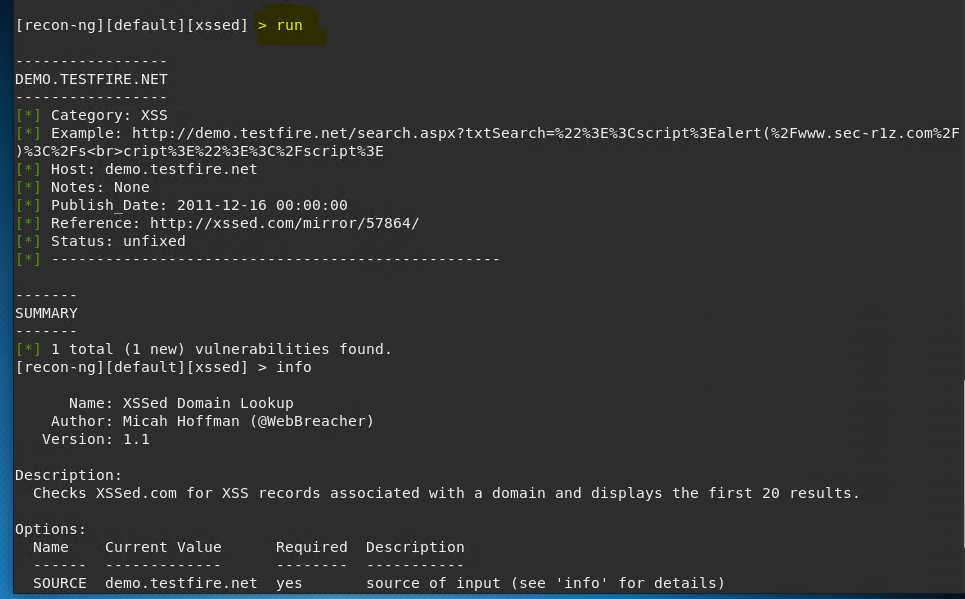 [recon-ng][default][xssed] > run
-----------------
DEMO.TESTFIRE.NET
-----------------
[*] Category: XSS
[*] Example: http://demo.testfire.net/search.aspx?txtSearch=%22%3E%3Cscript%3Ealert(%2Fwww.sec-r1z.com%2F
)%3C%2Fs<br>cript%3E%22%3E%3C%2Fscript%3E
[*] Host: demo.testfire.net
[*] Notes: None
[*] Publish_Date: 2011-12-16 00:00:00
[*] Reference: http://xssed.com/mirror/57864/
[*] Status: unfixed
[*] --------------------------------------------------
-------
SUMMARY
-------
[*] 1 total (1 new) vulnerabilities found.
[recon-ng][default][xssed] > info
Name: XSSed Domain Lookup
Author: Micah Hoffman (@WebBreacher)
Version: 1.1
Description:
Checks XSSed.com for XSS records associated with a domain and displays the first 20 results.
Options:
Name Current Value Required Description
------ ------------- -------- -----------
SOURCE demo.testfire.net yes source of input (see 'info' for details)